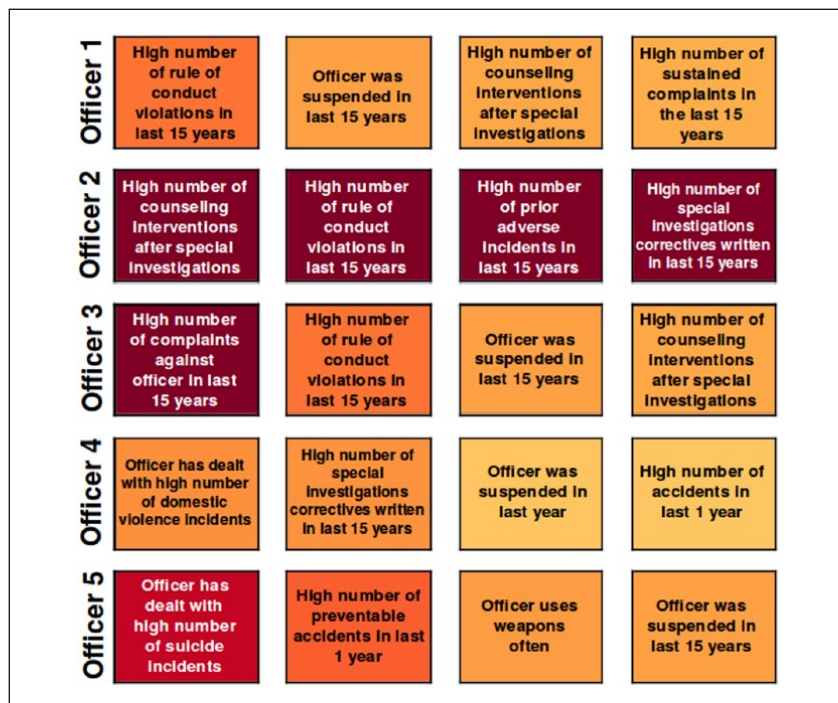 Officer 1
High number
of rule of
conduct
violations in
last 15 years
Officer was
suspended in
last 15 years
High number of
counseling
interventions
after special
investigations
High number of
sustained
complaints in
the last 15
years
Officer 2
High number of
counseling
interventions
after special
investigations
High number
of rule of
conduct
violations in
last 15 years
High number
of prior
adverse
incidents in
last 15 years
High number of
special
investigations
correctives written
in last 15 years
Officer 3
High number
of complaints
against
officer in last
15 years
High number
of rule of
conduct
violations in
last 15 years
Officer was
suspended in
last 15 years
High number of
counseling
interventions
after special
investigations
Officer 4
Officer has dealt
with high number
of domestic
violence incidents
High number of
special
investigations
correctives written
in last 15 years
Officer was
suspended in
last year
High number of
accidents in
last 1 year
Officer 5
Officer has
dealt with
high number
of suicide
incidents
High number of
preventable
accidents in last
1 year
Officer uses
weapons
often
Officer was
suspended in
last 15 years